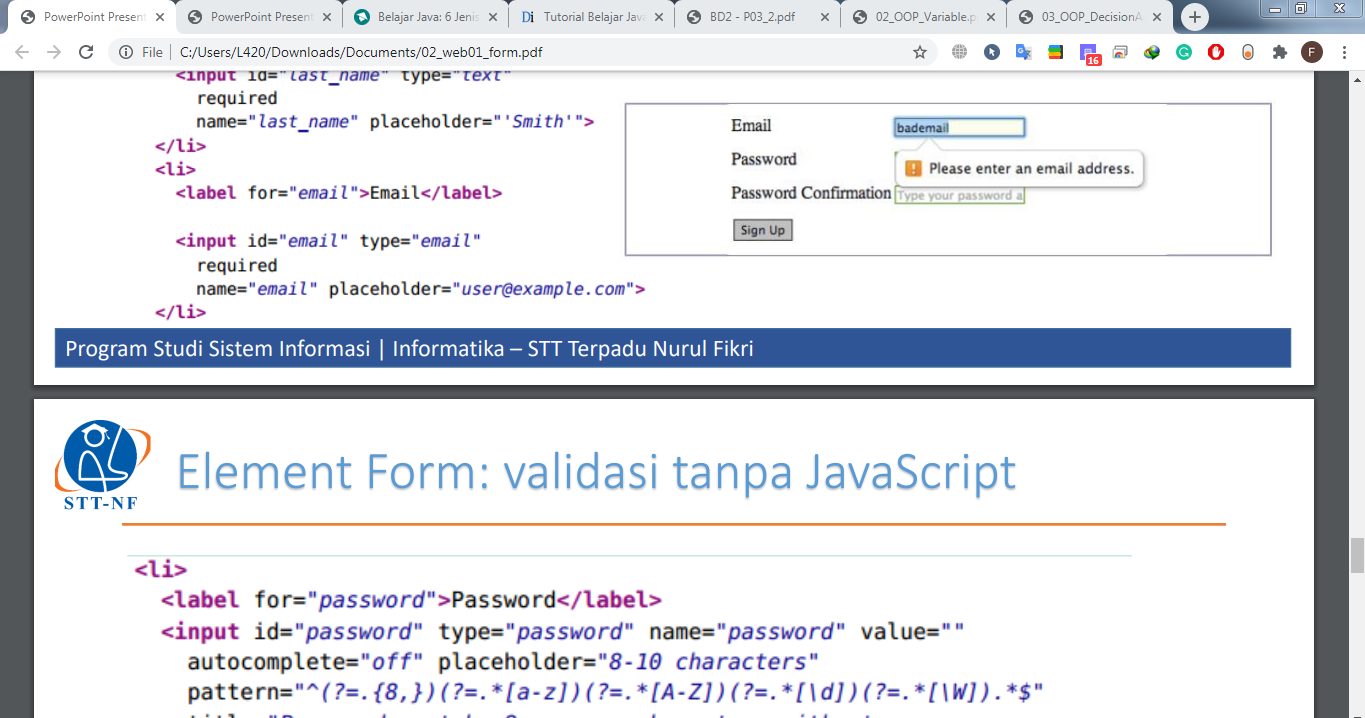 PowerPoint Present
PowerPoint Present
Belajar Java: 6 Jenis
Di Tutorial Belajar Java
BD2 - P03_2.pdf
02_OOP_Variable.p
03_OOP_DecisionA
File | C:/Users/L420/Downloads/Documents/02_web01_form.pdf
16
F
<input id="last_name" type="text"
required
name="last_name" placeholder="'Smith'">
</li>
<li>
<label for="email">Email</label>
<input id="email" type="email"
required
name="email" placeholder="user@example.com">
</li>
Email
bademail
Please enter an email address.
Password
Password Confirmation
Type your password a
Sign Up
Program Studi Sistem Informasi | Informatika – STT Terpadu Nurul Fikri
STT-NF
Element Form: validasi tanpa JavaScript
<li>
<label for="password">Password</label>
<input id="password" type="password" name="password" value=""
autocomplete="off" placeholder="8-10 characters"
pattern="^(?=.{8,})(?=.*[a-z])(?=.*[A-Z])(?=.*[\d])(?=.*[\W]).*$"